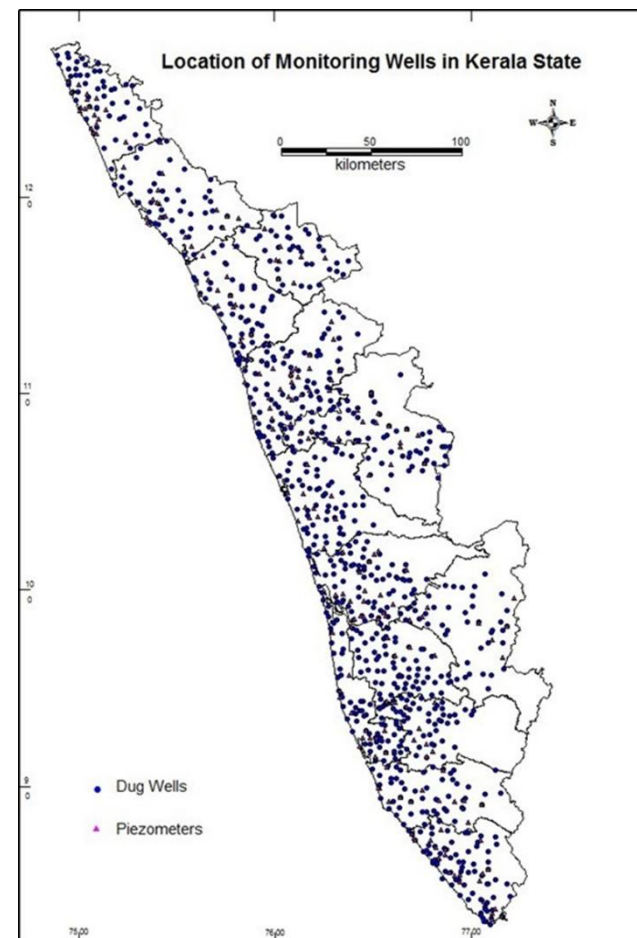 Location of Monitoring Wells in Kerala State
N
W E
S
0 50 100
kilometers
12
0
11
0
10
0
9
0
Dug Wells
Piezometers
75.00 76.00 77.00